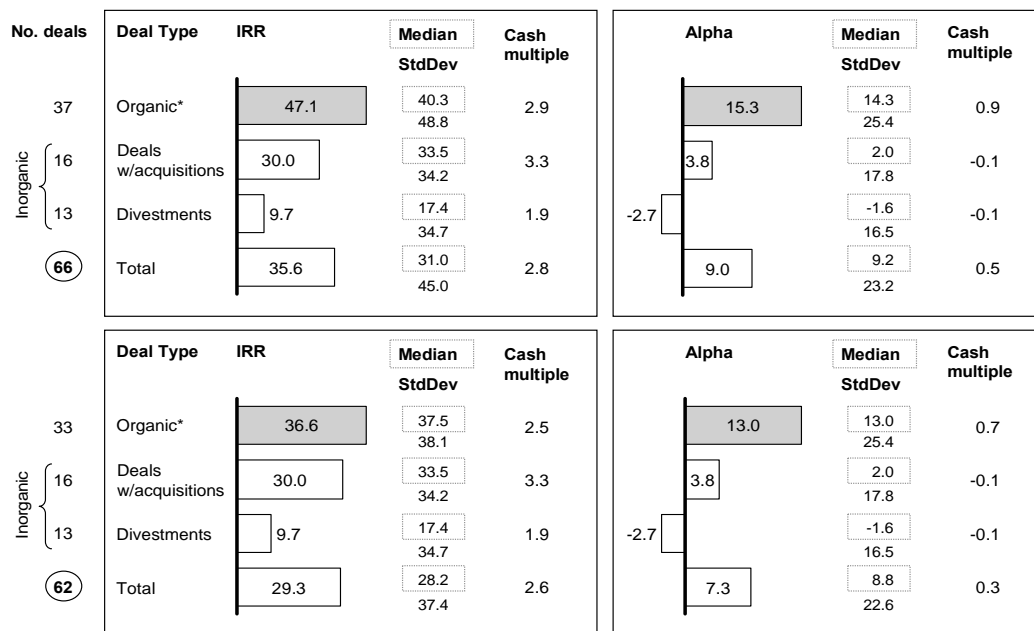 No. deals Deal Type IRR Median Cash multiple Alpha Median Cash multiple
StdDev StdDev
37 Organic* 47.1 40.3 2.9 15.3 14.3 0.9
48.8 25.4
Inorganic
16 Deals w/acquisitions 30.0 33.5 3.3 3.8 2.0 -0.1
34.2 17.8
13 Divestments 9.7 17.4 1.9 -2.7 -1.6 -0.1
34.7 16.5
66 Total 35.6 31.0 2.8 9.0 9.2 0.5
45.0 23.2
Deal Type IRR Median Cash multiple Alpha Median Cash multiple
StdDev StdDev
33 Organic* 36.6 37.5 2.5 13.0 13.0 0.7
38.1 25.4
Inorganic
16 Deals w/acquisitions 30.0 33.5 3.3 3.8 2.0 -0.1
34.2 17.8
13 Divestments 9.7 17.4 1.9 -2.7 -1.6 -0.1
34.7 16.5
62 Total 29.3 28.2 2.6 7.3 8.8 0.3
37.4 22.6